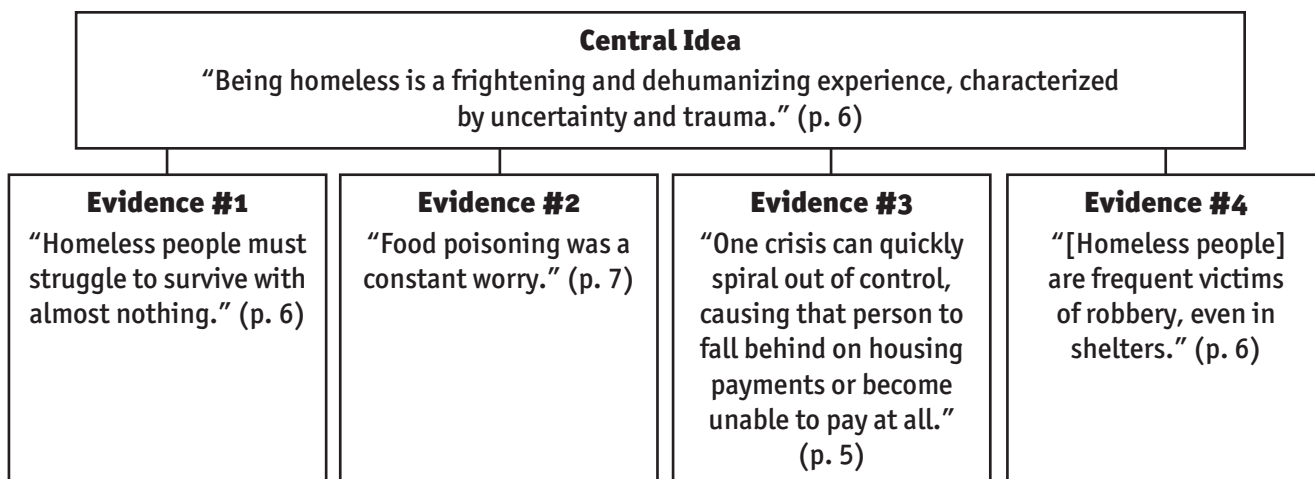 Central Idea
“Being homeless is a frightening and dehumanizing experience, characterized
by uncertainty and trauma.” (p. 6)
Evidence #1
“Homeless people must
struggle to survive with
almost nothing.” (p. 6)
Evidence #2
“Food poisoning was a
constant worry.” (p. 7)
Evidence #3
“One crisis can quickly
spiral out of control,
causing that person to
fall behind on housing
payments or become
unable to pay at all.”
(p. 5)
Evidence #4
“[Homeless people]
are frequent victims
of robbery, even in
shelters.” (p. 6)